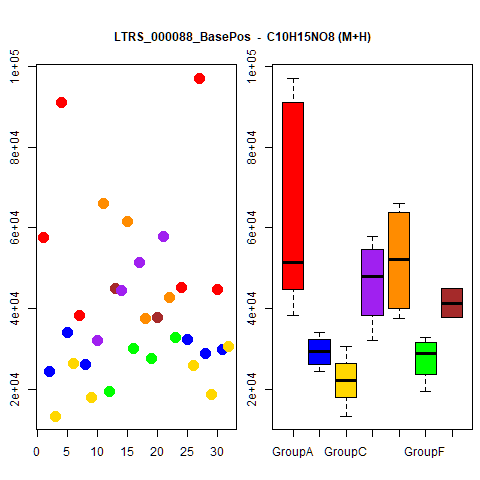 LTRS_000088_BasePos - C10H15NO8 (M+H)
1e+05
8e+04
6e+04
4e+04
2e+04
0 5 10 15 20 25 30
1e+05
8e+04
6e+04
4e+04
2e+04
GroupA GroupC GroupF